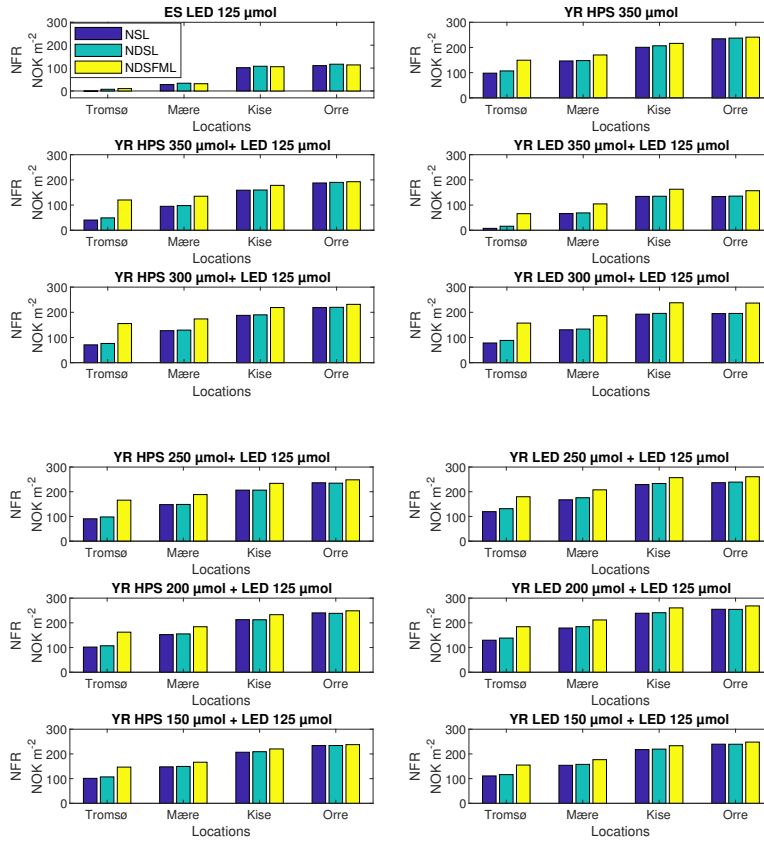 ES LED 125 µmol
NFR
NOK m-2
300
200
100
0
NSL
NDSL
NDSFML
Tromsø Mære Kise Orre
Locations
YR HPS 350 µmol
NFR
NOK m-2
300
200
100
0
Tromsø Mære Kise Orre
Locations
YR HPS 350 µmol+ LED 125 µmol
NFR
NOK m-2
300
200
100
0
Tromsø Mære Kise Orre
Locations
YR LED 350 µmol+ LED 125 µmol
NFR
NOK m-2
300
200
100
0
Tromsø Mære Kise Orre
Locations
YR HPS 300 µmol+ LED 125 µmol
NFR
NOK m-2
300
200
100
0
Tromsø Mære Kise Orre
Locations
YR LED 300 µmol+ LED 125 µmol
NFR
NOK m-2
300
200
100
0
Tromsø Mære Kise Orre
Locations
YR HPS 250 µmol+ LED 125 µmol
NFR
NOK m-2
300
200
100
0
Tromsø Mære Kise Orre
Locations
YR LED 250 µmol + LED 125 µmol
NFR
NOK m-2
300
200
100
0
Tromsø Mære Kise Orre
Locations
YR HPS 200 µmol + LED 125 µmol
NFR
NOK m-2
300
200
100
0
Tromsø Mære Kise Orre
Locations
YR LED 200 µmol + LED 125 µmol
NFR
NOK m-2
300
200
100
0
Tromsø Mære Kise Orre
Locations
YR HPS 150 µmol + LED 125 µmol
NFR
NOK m-2
300
200
100
0
Tromsø Mære Kise Orre
Locations
YR LED 150 µmol + LED 125 µmol
NFR
NOK m-2
300
200
100
0
Tromsø Mære Kise Orre
Locations